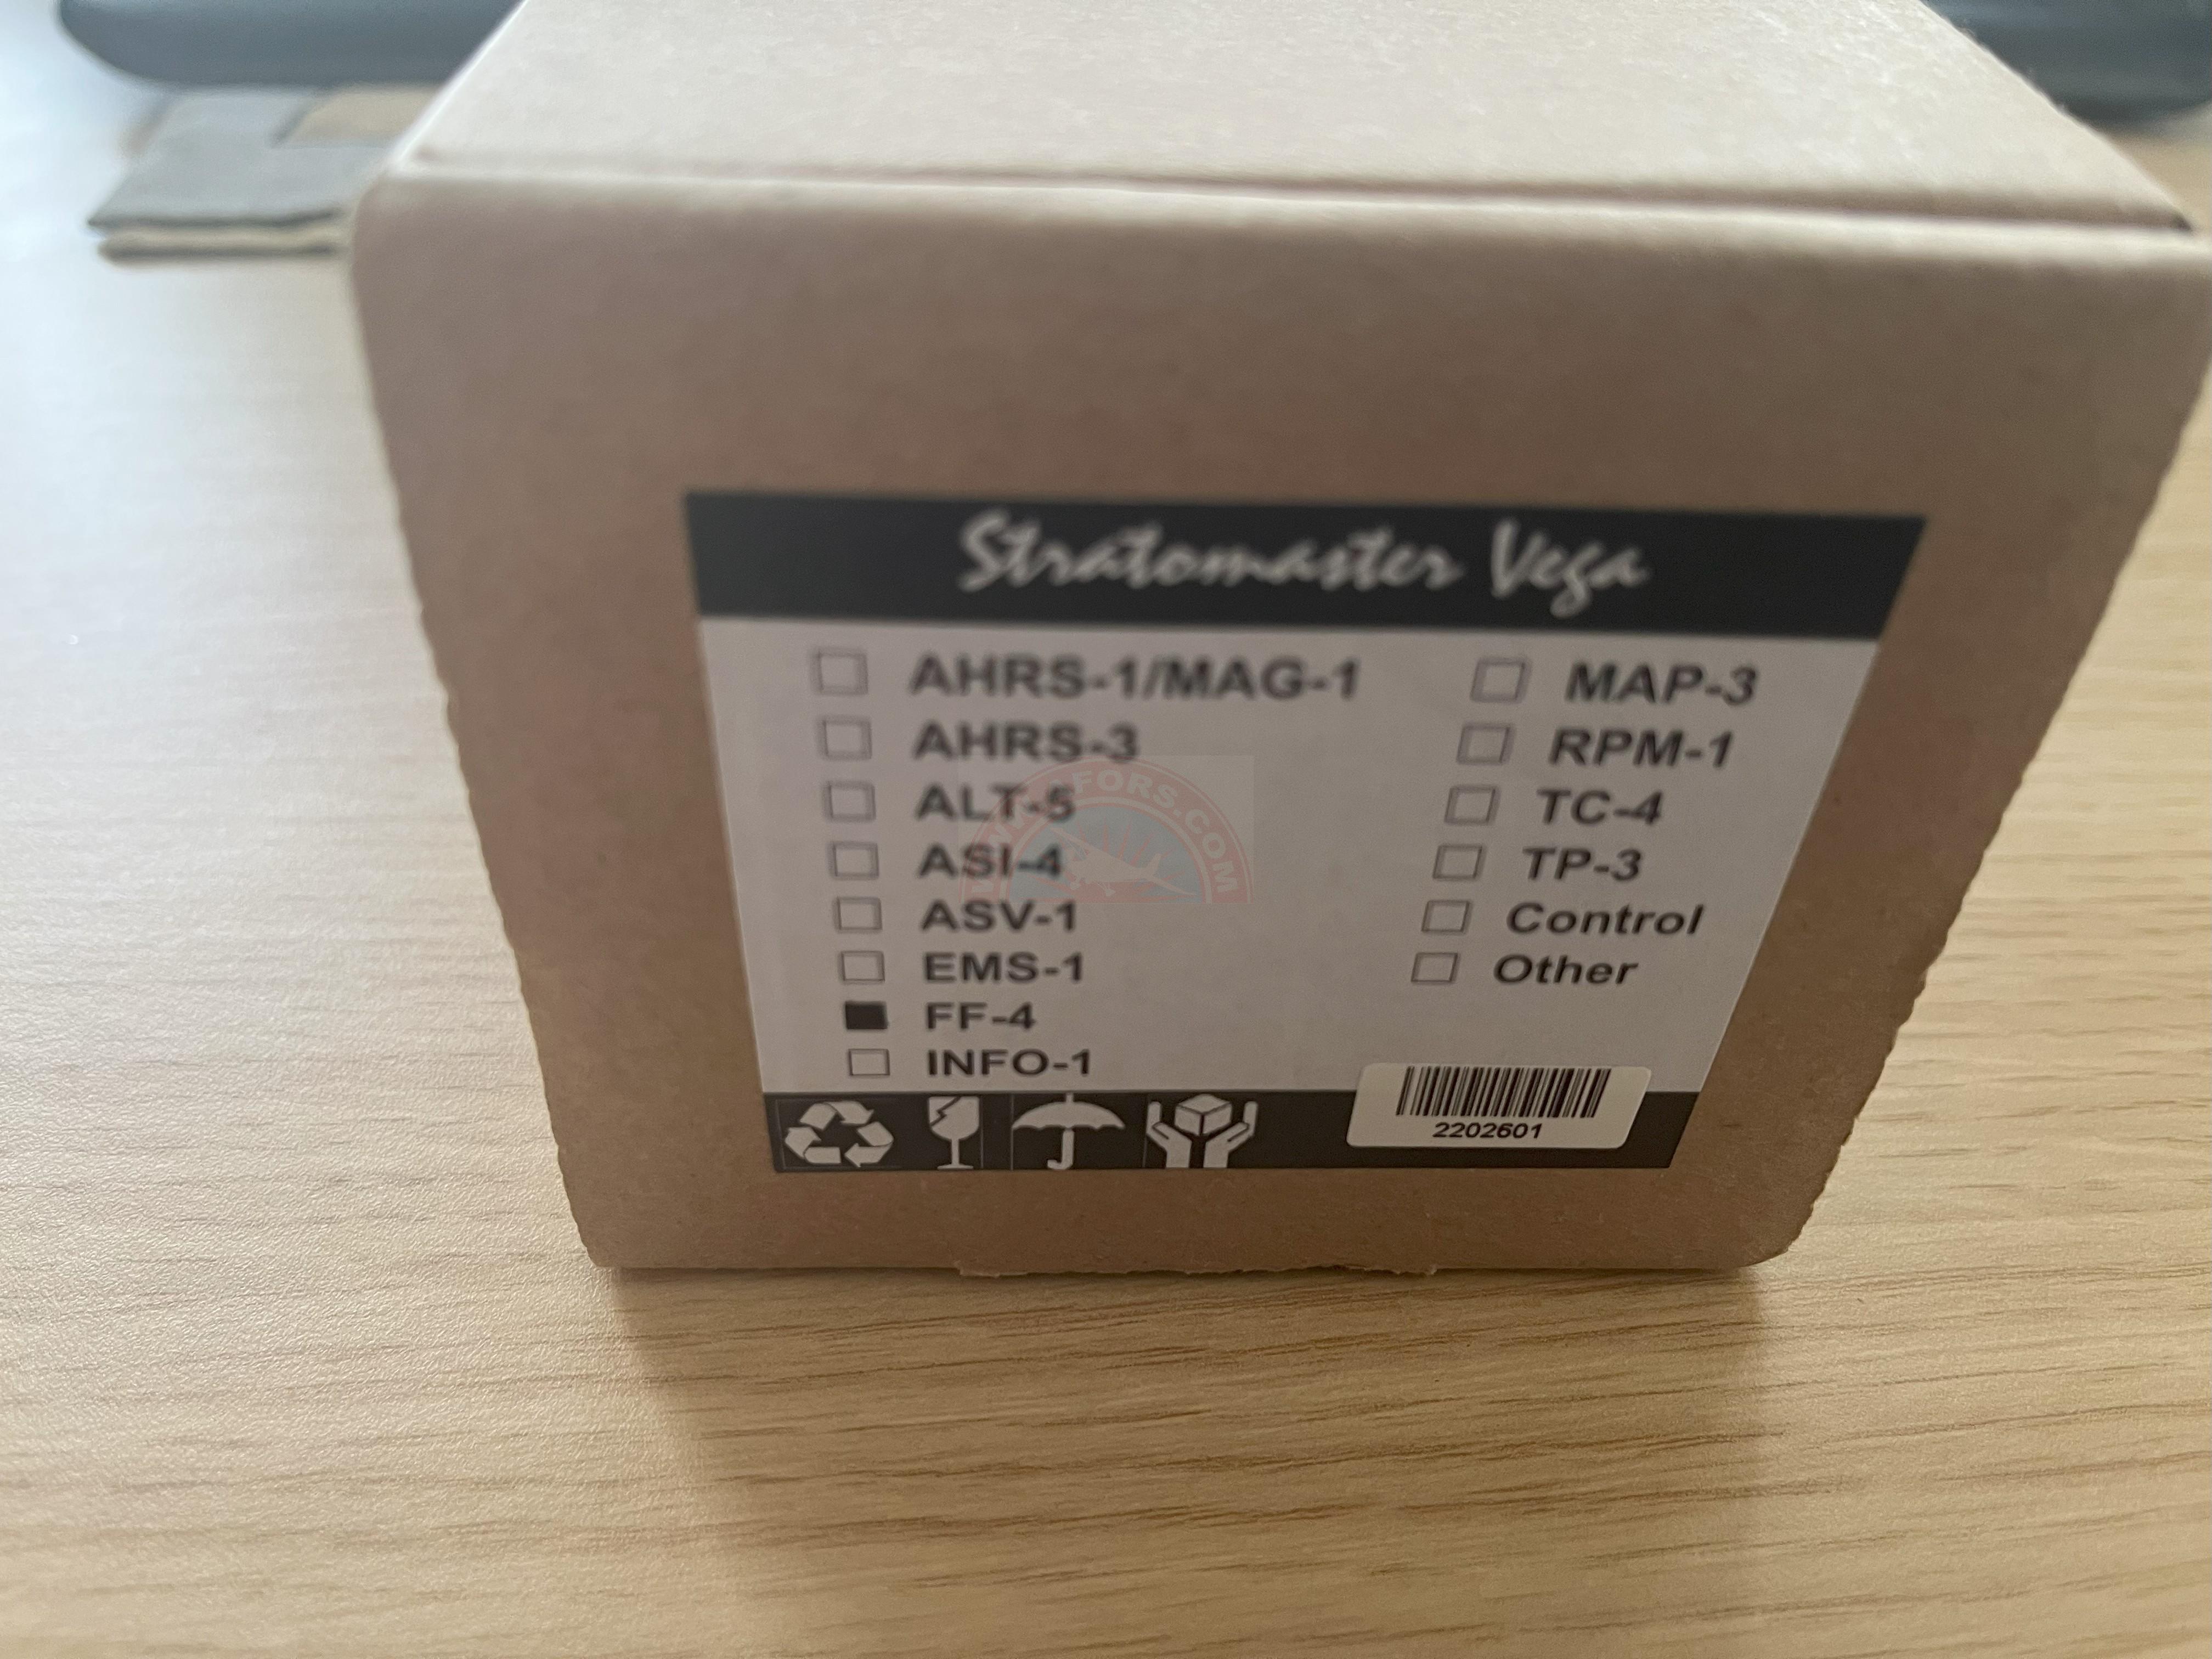 Stratomaster Vega
AHRS-1/MAG-1
AHRS-3
ALT-5
ASI-4
ASV-1
EMS-1
FF-4
INFO-1
MAP-3
RPM-1
TC-4
TP-3
Control
Other
2202601